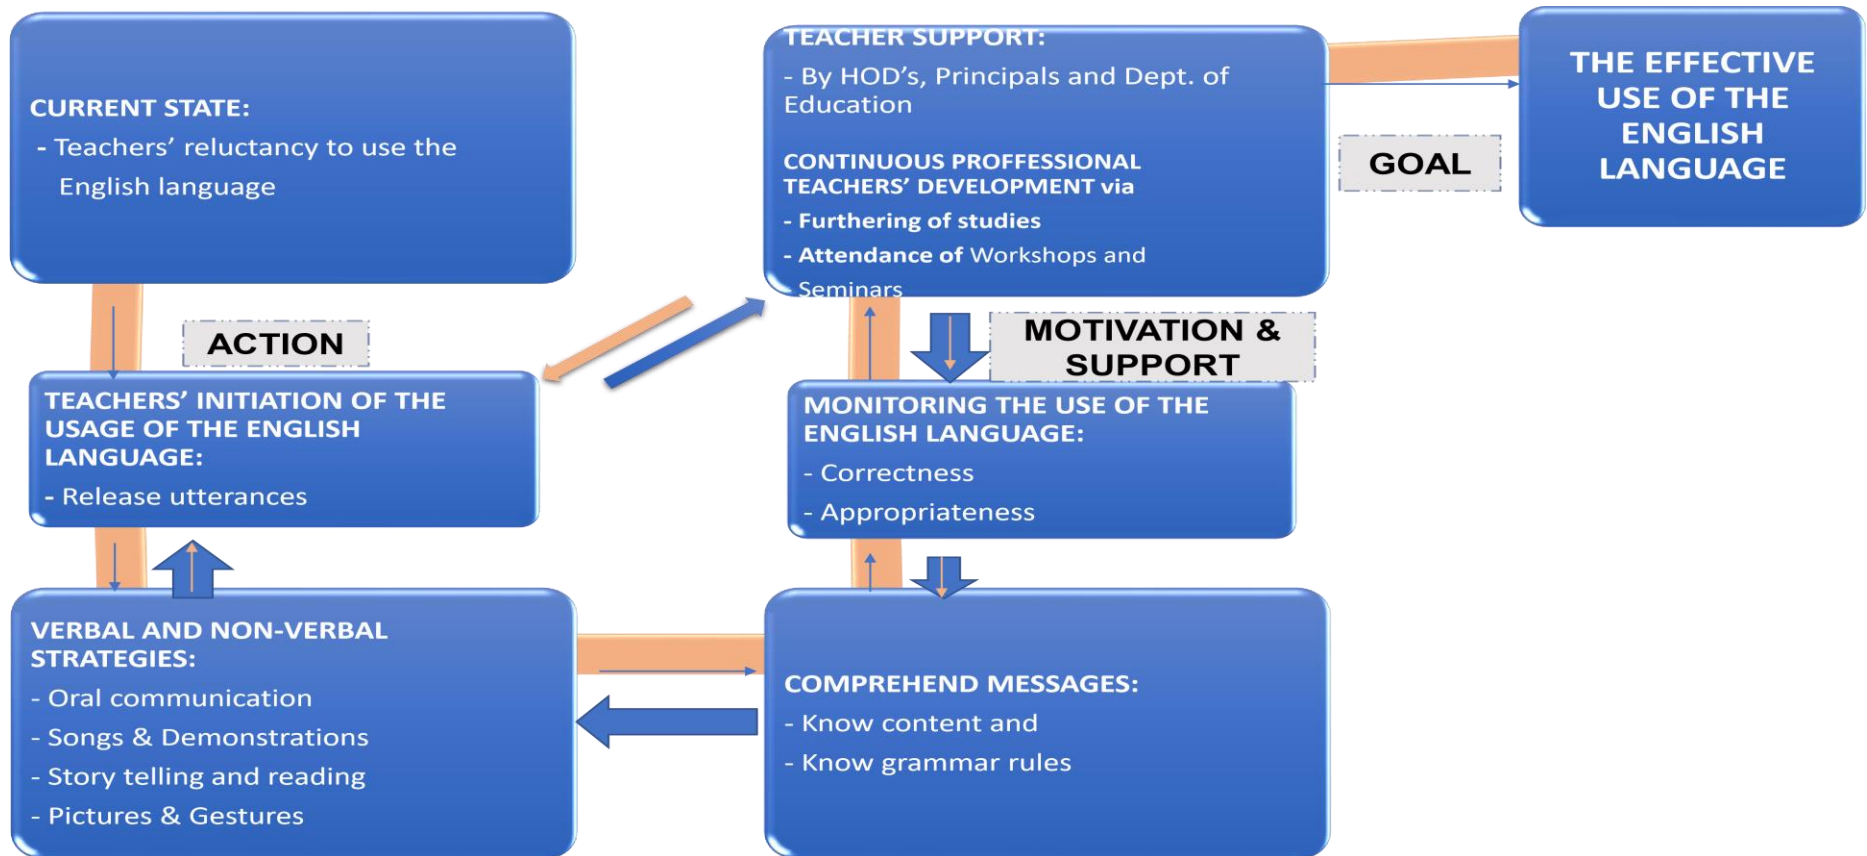 CURRENT STATE:
- Teachers’ reluctancy to use the
English language
ACTION
TEACHERS’ INITIATION OF THE
USAGE OF THE ENGLISH
LANGUAGE:
- Release utterances
VERBAL AND NON-VERBAL
STRATEGIES:
- Oral communication
- Songs & Demonstrations
- Story telling and reading
- Pictures & Gestures
COMPREHEND MESSAGES:
- Know content and
- Know grammar rules
MONITORING THE USE OF THE
ENGLISH LANGUAGE:
- Correctness
- Appropriateness
MOTIVATION &
SUPPORT
TEACHER SUPPORT:
- By HOD’s, Principals and Dept. of
Education
CONTINUOUS PROFFESSIONAL
TEACHERS’ DEVELOPMENT via
- Furthering of studies
- Attendance of Workshops and
- Seminars
GOAL
THE EFFECTIVE
USE OF THE
ENGLISH
LANGUAGE